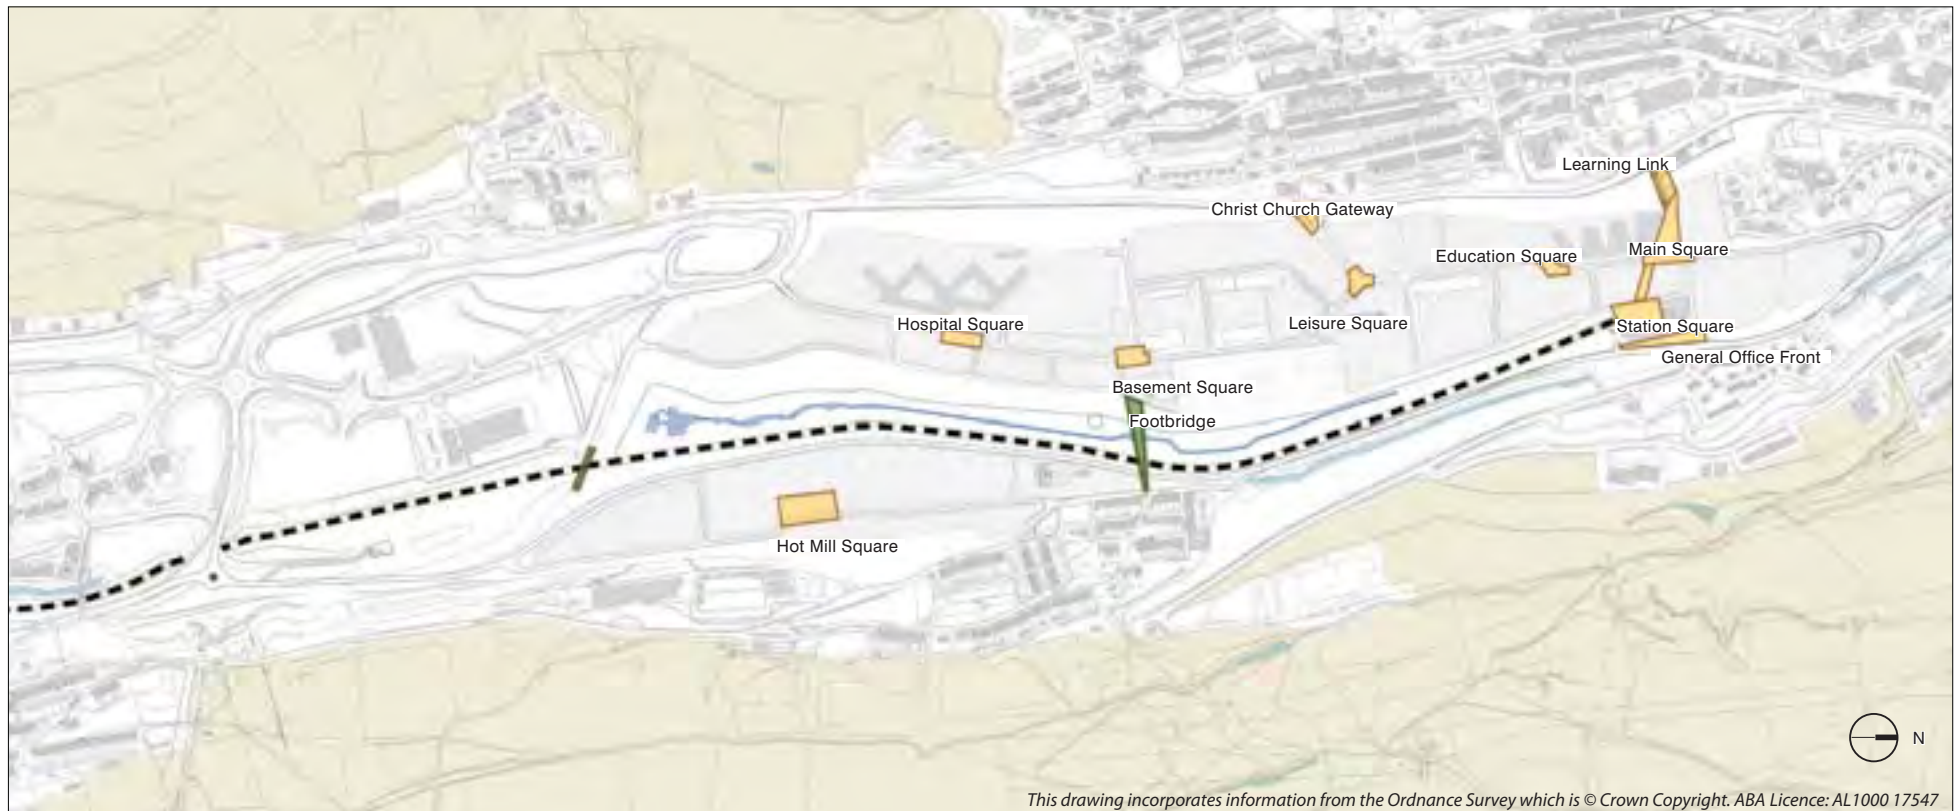 Learning Link
Christ Church Gateway
Main Square
Education Square
Hospital Square
Leisure Square
Station Square
General Office Front
Basement Square
Footbridge
Hot Mill Square
N
This drawing incorporates information from the Ordnance Survey which is © Crown Copyright. ABA Licence: AL1000 17547